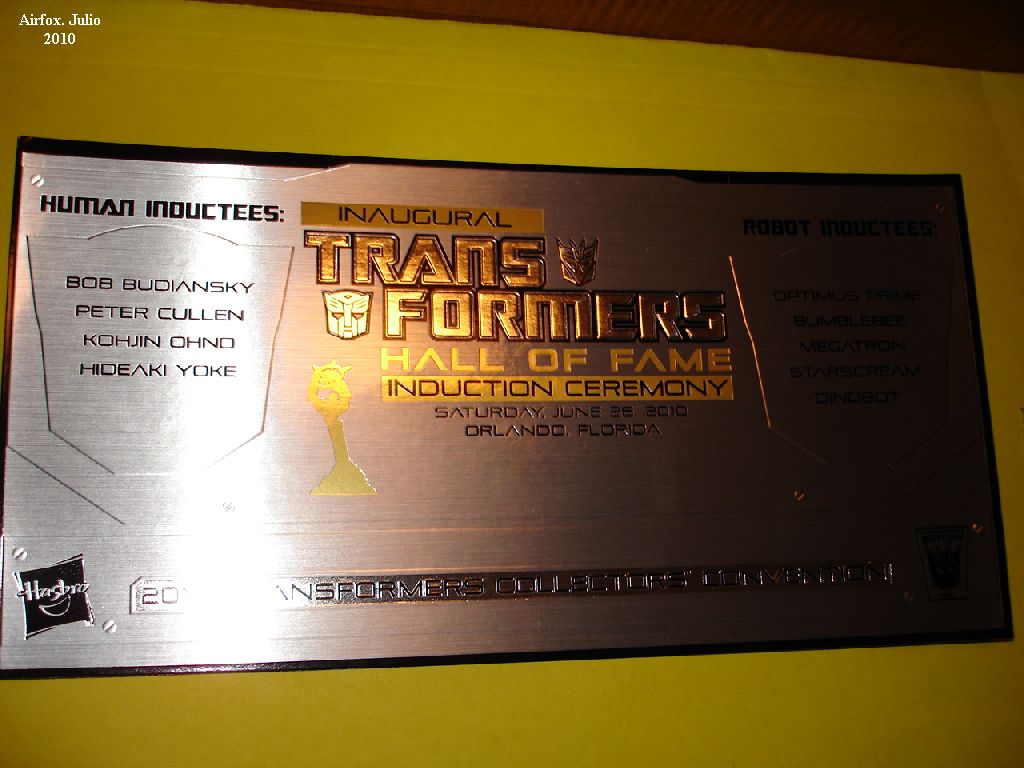 Airfox. Julio
2010
HUMAN INDUCTEES:
BOB BUDIANSKY
PETER CULLEN
KOHJIN OHNO
HIDEAKI YOKE
INAUGURAL
TRANS
FORMERS
HALL OF FAME
INDUCTION CEREMONY
SATURDAY, JUNE 26, 2010
ORLANDO, FLORIDA
ROBOT INDUCTEES:
OPTIMUS PRIME
BUMBLEBEE
MEGATRON
STARSCREAM
DINOBOT
Hasbro
TRANSFORMERS COLLECTORS' CONVENTION
BOTCON